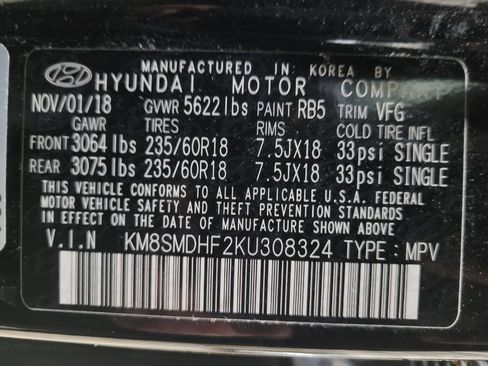 MANUFACTURED IN KOREA BY
HYUNDAI MOTOR COMPANY
NOV/01/18 GVWR 5622lbs PAINT RB5 TRIM VFG
GAWR TIRES RIMS COLD TIRE INFL
FRONT 3064lbs 235/60R18 7.5JX18 33psi SINGLE
REAR 3075lbs 235/60R18 7.5JX18 33psi SINGLE
THIS VEHICLE CONFORMS TO ALL APPLICABLE U.S.A. FEDERAL
MOTOR VEHICLE SAFETY, BUMPER, AND THEFT PREVENTION STANDARDS
IN EFFECT ON THE DATE OF MANUFACTURE SHOWN ABOVE.
V.I.N KM8SMDHF2KU308324 TYPE: MPV